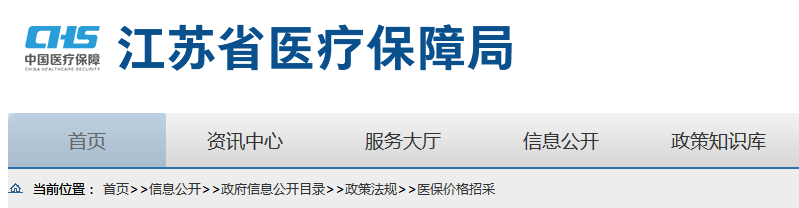 CHS 江苏省医疗保障局
中国医疗保障
CHINA HEALTHCARE SECURITY
首页 资讯中心 服务大厅 信息公开 政策知识库
当前位置： 首页>>信息公开>>政府信息公开目录>>政策法规>>医保价格招采